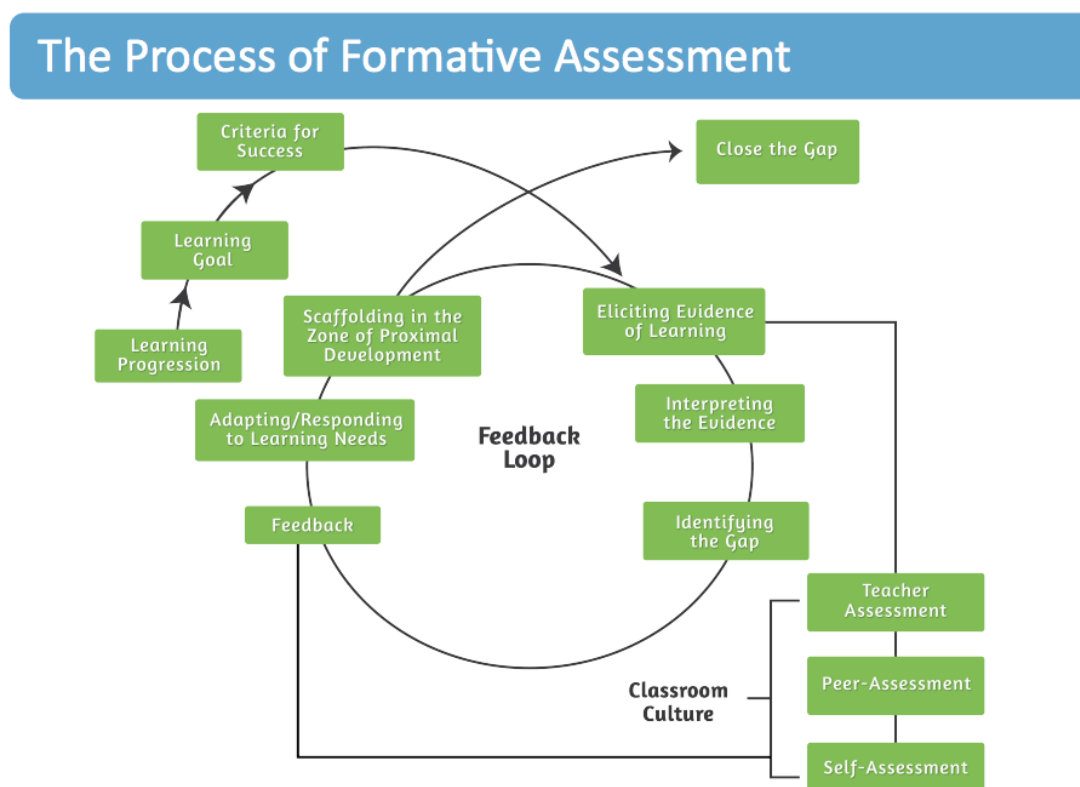 The Process of Formative Assessment
Criteria for
Success
Close the Gap
Learning
Goal
Scaffolding in the
Zone of Proximal
Development
Eliciting Evidence
of Learning
Learning
Progression
Adapting/Responding
to Learning Needs
Interpreting
the Evidence
Feedback
Loop
Feedback
Identifying
the Gap
Teacher
Assessment
Peer-Assessment
Classroom
Culture
Self-Assessment